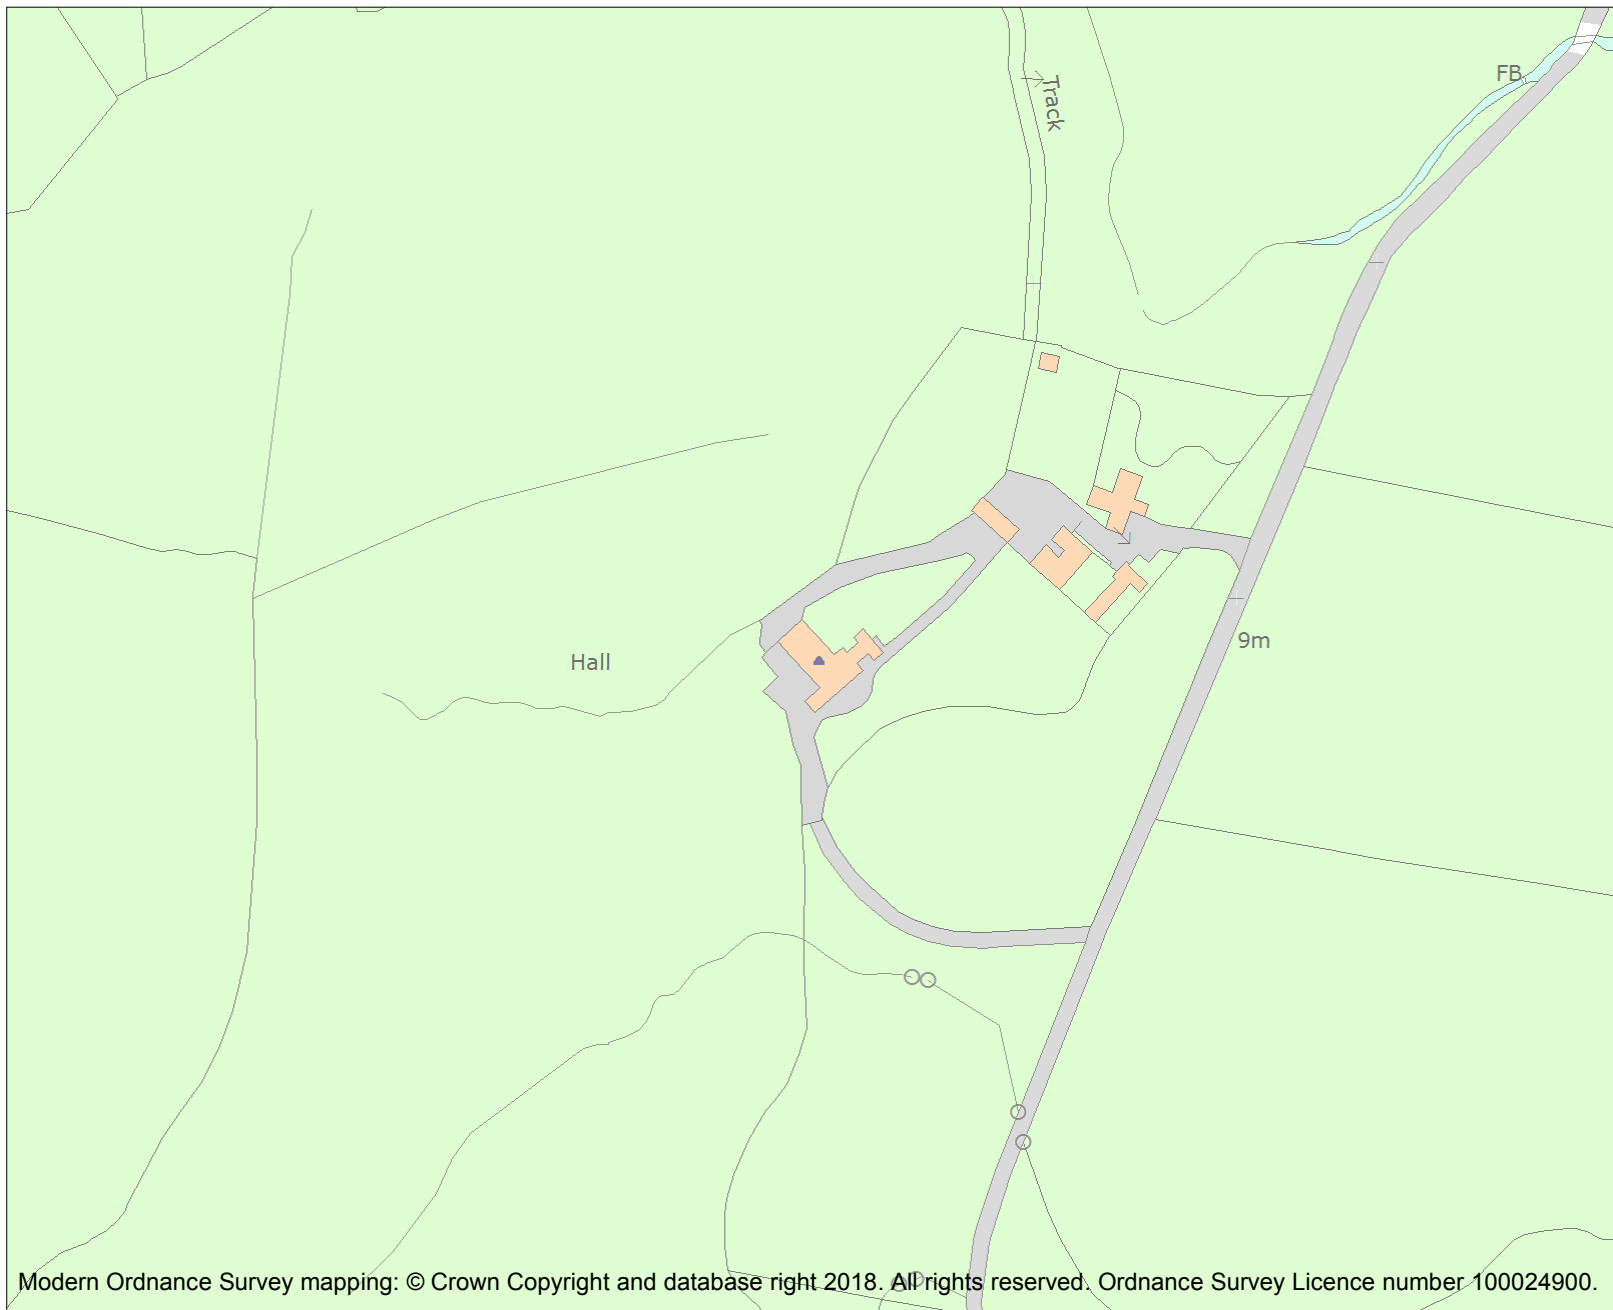 FB
Track
9m
Hall
Modern Ordnance Survey mapping: © Crown Copyright and database right 2018. All rights reserved. Ordnance Survey Licence number 100024900.